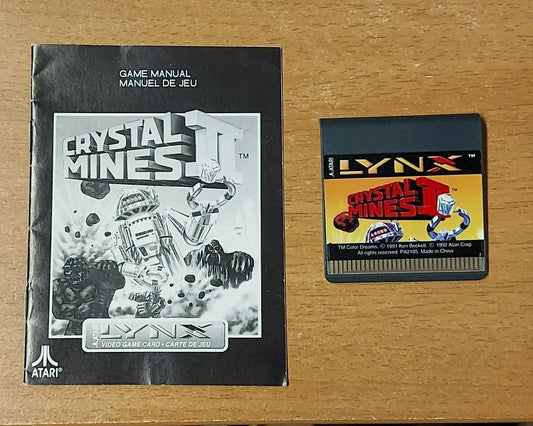 GAME MANUAL
MANUEL DE JEU
CRYSTAL
MINES II
TM
ATARI
LYNX
VIDEO GAME CARD • CARTE DE JEU
ATARI®
ATARI
LYNX
TM
CRYSTAL
MINES II
TM
TM Color Dreams. © 1991 Ken Beckett. © 1992 Atari Corp.
All rights reserved. PA2105. Made in China